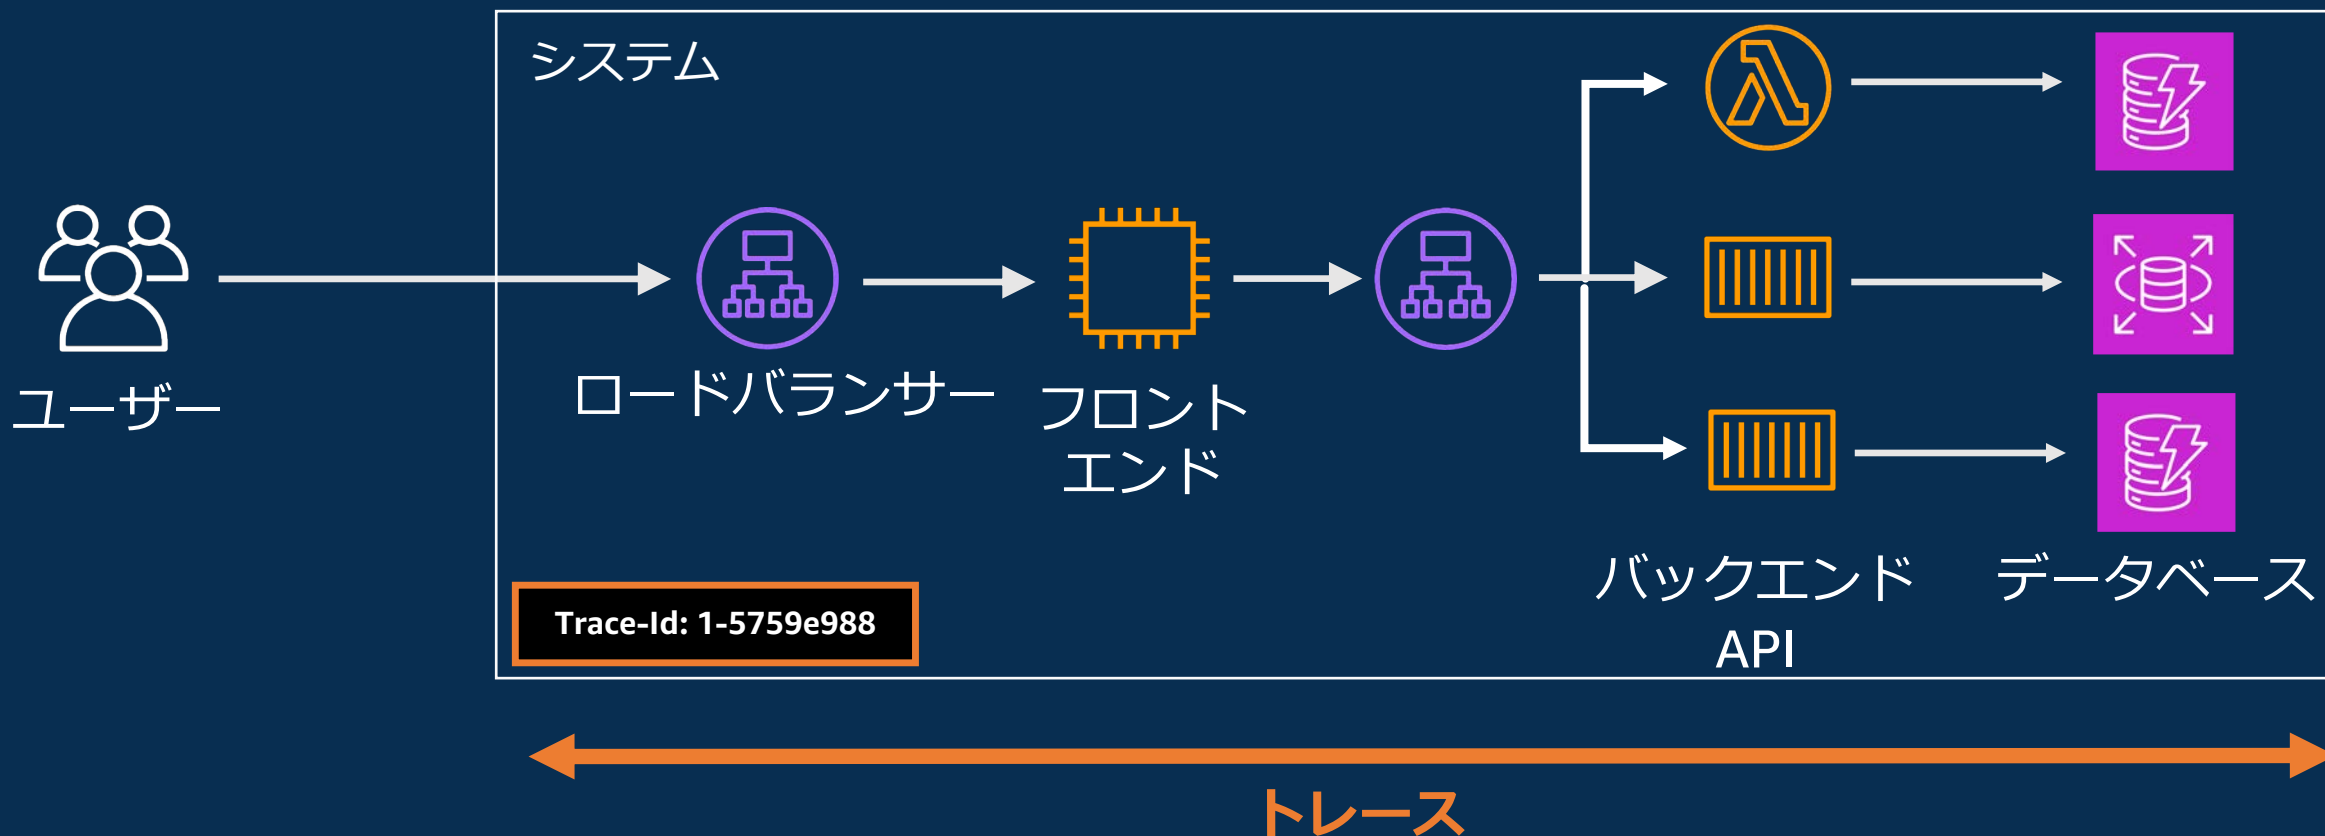 システム
ユーザー
ロードバランサー
フロント
エンド
バックエンド
API
データベース
Trace-Id: 1-5759e988
トレース